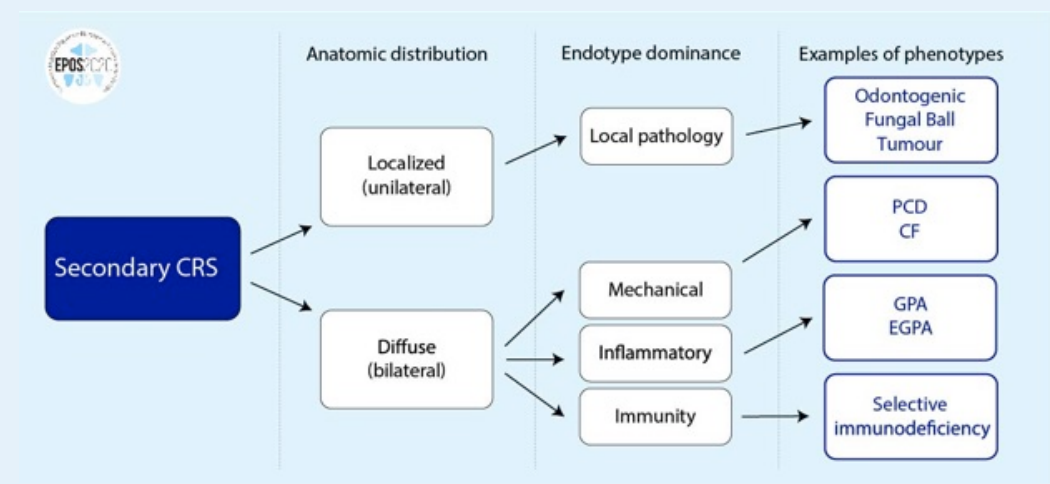 EPOS2020
Anatomic distribution
Endotype dominance
Examples of phenotypes
Secondary CRS
Localized
(unilateral)
Diffuse
(bilateral)
Local pathology
Mechanical
Inflammatory
Immunity
Odontogenic
Fungal Ball
Tumour
PCD
CF
GPA
EGPA
Selective
immunodeficiency